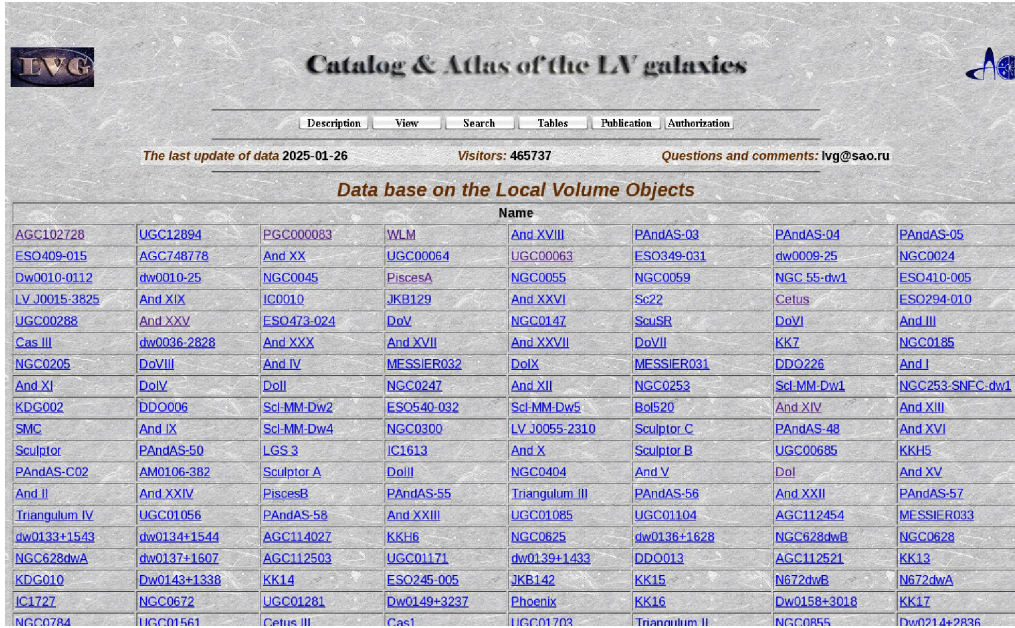 LVG
Catalog & Atlas of the LV galaxies
Description View Search Tables Publication Authorization
The last update of data 2025-01-26 Visitors: 465737 Questions and comments: lvg@sao.ru
Data base on the Local Volume Objects
Name
AGC102728 UGC12894 PGC000083 WLM And XVIII PAndAS-03 PAndAS-04 PAndAS-05
ESO409-015 AGC748778 And XX UGC00064 UGC00063 ESO349-031 dw0009-25 NGC0024
Dw0010-0112 dw0010-25 NGC0045 PiscesA NGC0055 NGC0059 NGC 55-dw1 ESO410-005
LV J0015-3825 And XIX IC0010 JKB129 And XXVI Sc22 Cetus ESO294-010
UGC00288 And XXV ESO473-024 DoV NGC0147 ScuSR DoVI And III
Cas III dw0036-2828 And XXX And XVII And XXVII DoVII KK7 NGC0185
NGC0205 DoVIII And IV MESSIER032 DoIX MESSIER031 DDO226 And I
And XI DoIV DoII NGC0247 And XII NGC0253 Scl-MM-Dw1 NGC253-SNFC-dw1
KDG002 DDO006 Scl-MM-Dw2 ESO540-032 Scl-MM-Dw5 Bol520 And XIV And XIII
SMC And IX Scl-MM-Dw4 NGC0300 LV J0055-2310 Sculptor C PAndAS-48 And XVI
Sculptor PAndAS-50 LGS 3 IC1613 And X Sculptor B UGC00685 KKH5
PAndAS-C02 AM0106-382 Sculptor A DoIII NGC0404 And V DoI And XV
And II And XXIV PiscesB PAndAS-55 Triangulum III PAndAS-56 And XXII PAndAS-57
Triangulum IV UGC01056 PAndAS-58 And XXIII UGC01085 UGC01104 AGC112454 MESSIER033
dw0133+1543 dw0134+1544 AGC114027 KKH6 NGC0625 dw0136+1628 NGC628dwB NGC0628
NGC628dwA dw0137+1607 AGC112503 UGC01171 dw0139+1433 DDO013 AGC112521 KK13
KDG010 Dw0143+1338 KK14 ESO245-005 JKB142 KK15 N672dwB N672dwA
IC1727 NGC0672 UGC01281 Dw0149+3237 Phoenix KK16 Dw0158+3018 KK17
NGC0784 UGC01561 Cetus III Cas1 UGC01703 Triangulum II NGC0855 Dw0214+2836